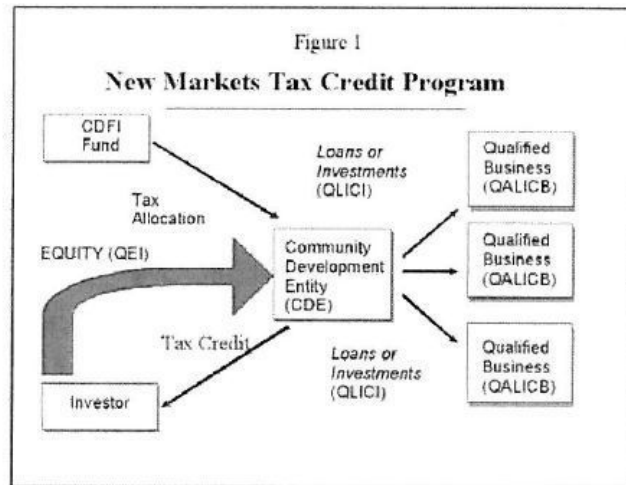 Figure 1
New Markets Tax Credit Program
CDFI
Fund
Tax
Allocation
EQUITY (QEI)
Tax Credit
Investor
Community
Development
Entity
(CDE)
Loans or
Investments
(QLICI)
Loans or
Investments
(QLICI)
Qualified
Business
(QALICB)
Qualified
Business
(QALICB)
Qualified
Business
(QALICB)